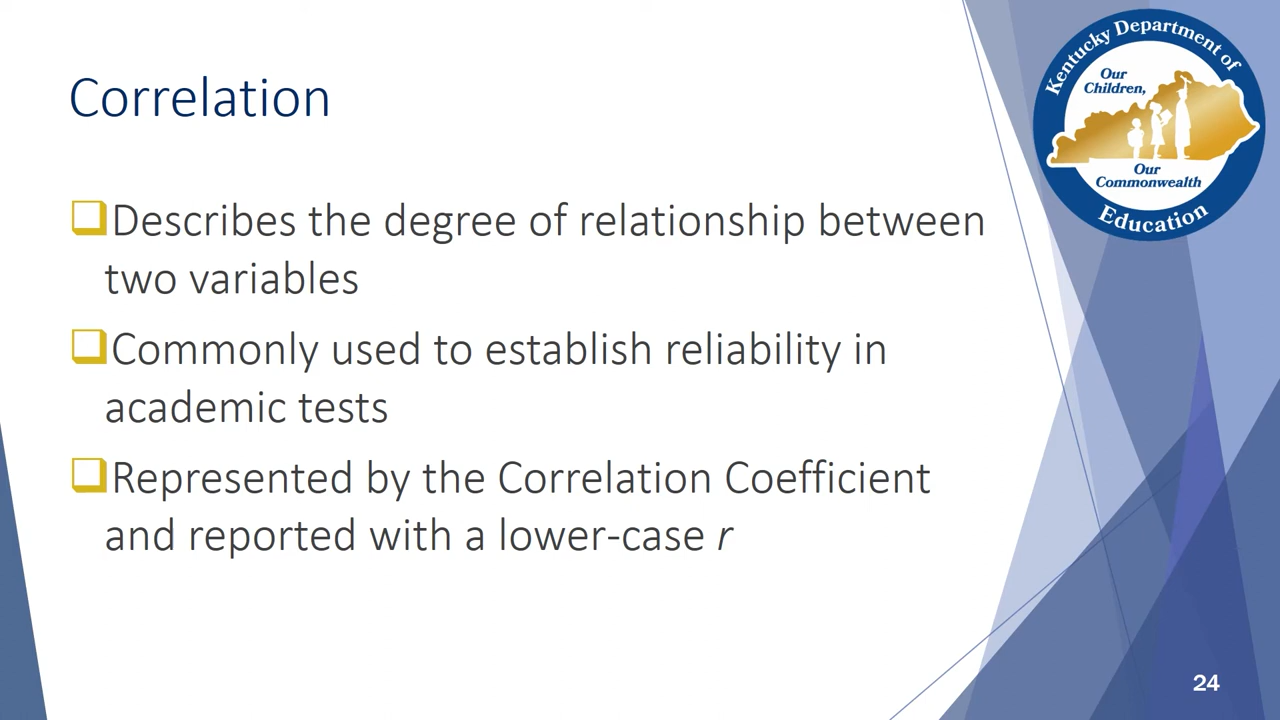 Correlation
Kentucky Department of
Our
Children,
Our
Commonwealth
Education
Describes the degree of relationship between
two variables
Commonly used to establish reliability in
academic tests
Represented by the Correlation Coefficient
and reported with a lower-case r
24